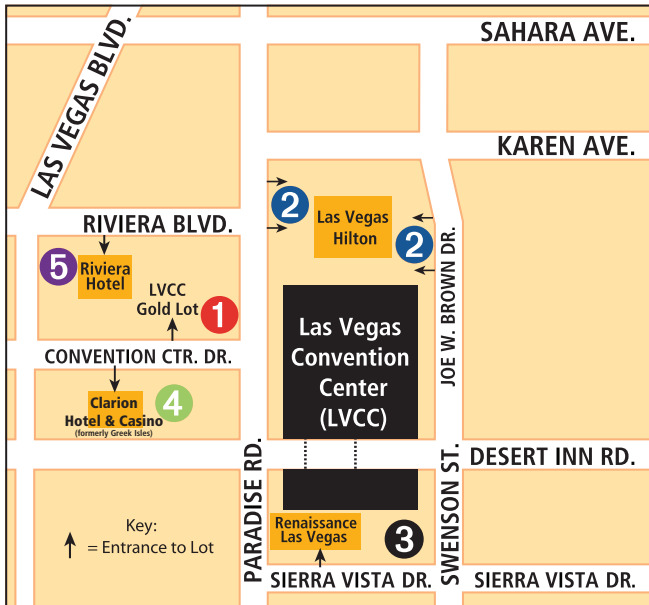 SAHARA AVE.
LAS VEGAS BLVD.
KAREN AVE.
2
Las Vegas
Hilton
2
RIVIERA BLVD.
5
Riviera
Hotel
LVCC
Gold Lot
1
JOE W. BROWN DR.
Las Vegas
Convention
Center
(LVCC)
CONVENTION CTR. DR.
Clarion
Hotel & Casino
(formerly Greek Isles)
4
PARADISE RD.
SWENSON ST.
DESERT INN RD.
Renaissance
Las Vegas
3
Key:
= Entrance to Lot
SIERRA VISTA DR.
SIERRA VISTA DR.